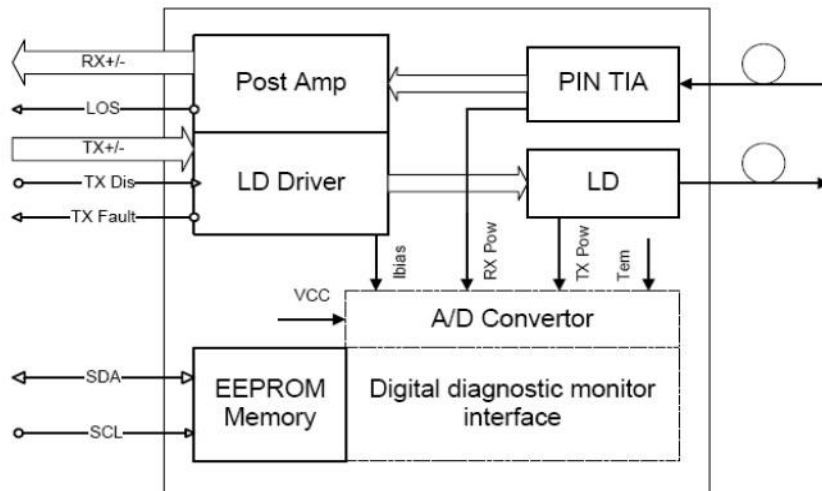 RX+/-
Post Amp
PIN TIA
LOS
TX+/-
LD Driver
LD
TX Dis
TX Fault
Ibias
RX Pow
TX Pow
Tem
VCC
A/D Convertor
SDA
EEPROM
Memory
Digital diagnostic monitor
interface
SCL